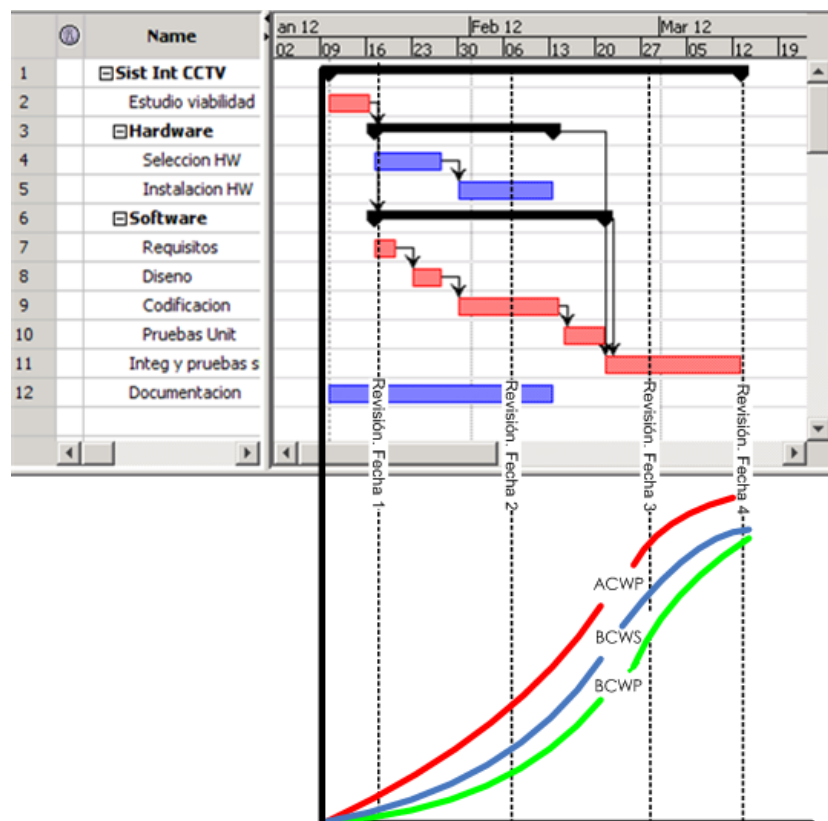 Name
an 12 Feb 12 Mar 12
02 09 16 23 30 06 13 20 27 05 12 19
1 Sist Int CCTV
2 Estudio viabilidad
3 Hardware
4 Seleccion HW
5 Instalacion HW
6 Software
7 Requisitos
8 Diseno
9 Codificacion
10 Pruebas Unit
11 Integ y pruebas s
12 Documentacion
Revisión. Fecha 1
Revisión. Fecha 2
Revisión. Fecha 3
Revisión. Fecha 4
ACWP
BCWS
BCWP